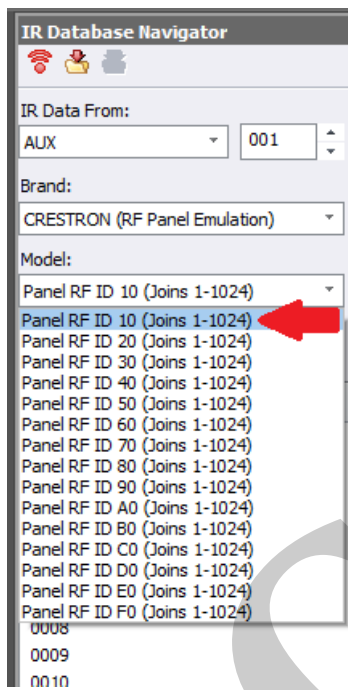 IR Database Navigator
IR Data From:
AUX 001
Brand:
CRESTRON (RF Panel Emulation)
Model:
Panel RF ID 10 (Joins 1-1024)
Panel RF ID 10 (Joins 1-1024)
Panel RF ID 20 (Joins 1-1024)
Panel RF ID 30 (Joins 1-1024)
Panel RF ID 40 (Joins 1-1024)
Panel RF ID 50 (Joins 1-1024)
Panel RF ID 60 (Joins 1-1024)
Panel RF ID 70 (Joins 1-1024)
Panel RF ID 80 (Joins 1-1024)
Panel RF ID 90 (Joins 1-1024)
Panel RF ID A0 (Joins 1-1024)
Panel RF ID B0 (Joins 1-1024)
Panel RF ID C0 (Joins 1-1024)
Panel RF ID D0 (Joins 1-1024)
Panel RF ID E0 (Joins 1-1024)
Panel RF ID F0 (Joins 1-1024)
0008
0009
0010